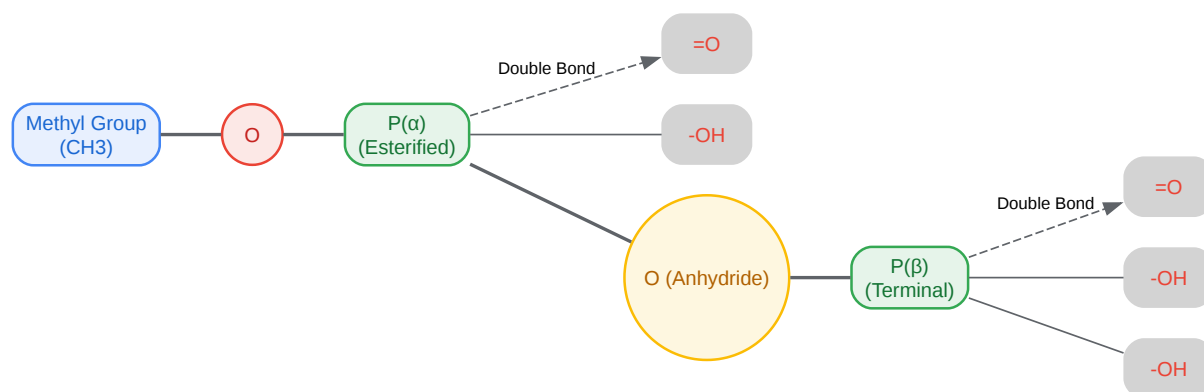 =O
Double Bond
Methyl Group
(CH3)
O
P(α)
(Esterified)
-OH
=O
Double Bond
O (Anhydride)
P(β)
(Terminal)
-OH
-OH